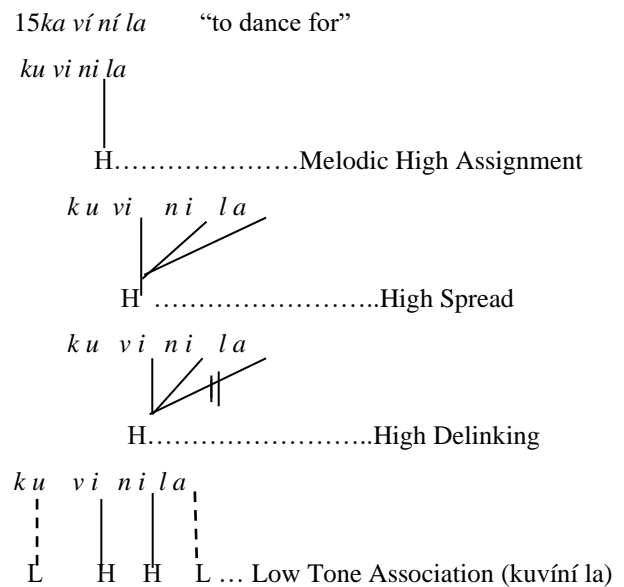 15ka ví ní la “to dance for”
ku vi ni la
H…………………Melodic High Assignment
k u vi n i l a
H ……………………..High Spread
k u v i n i l a
H……………………..High Delinking
k u v i n i l a
L H H L … Low Tone Association (kuvíní la)